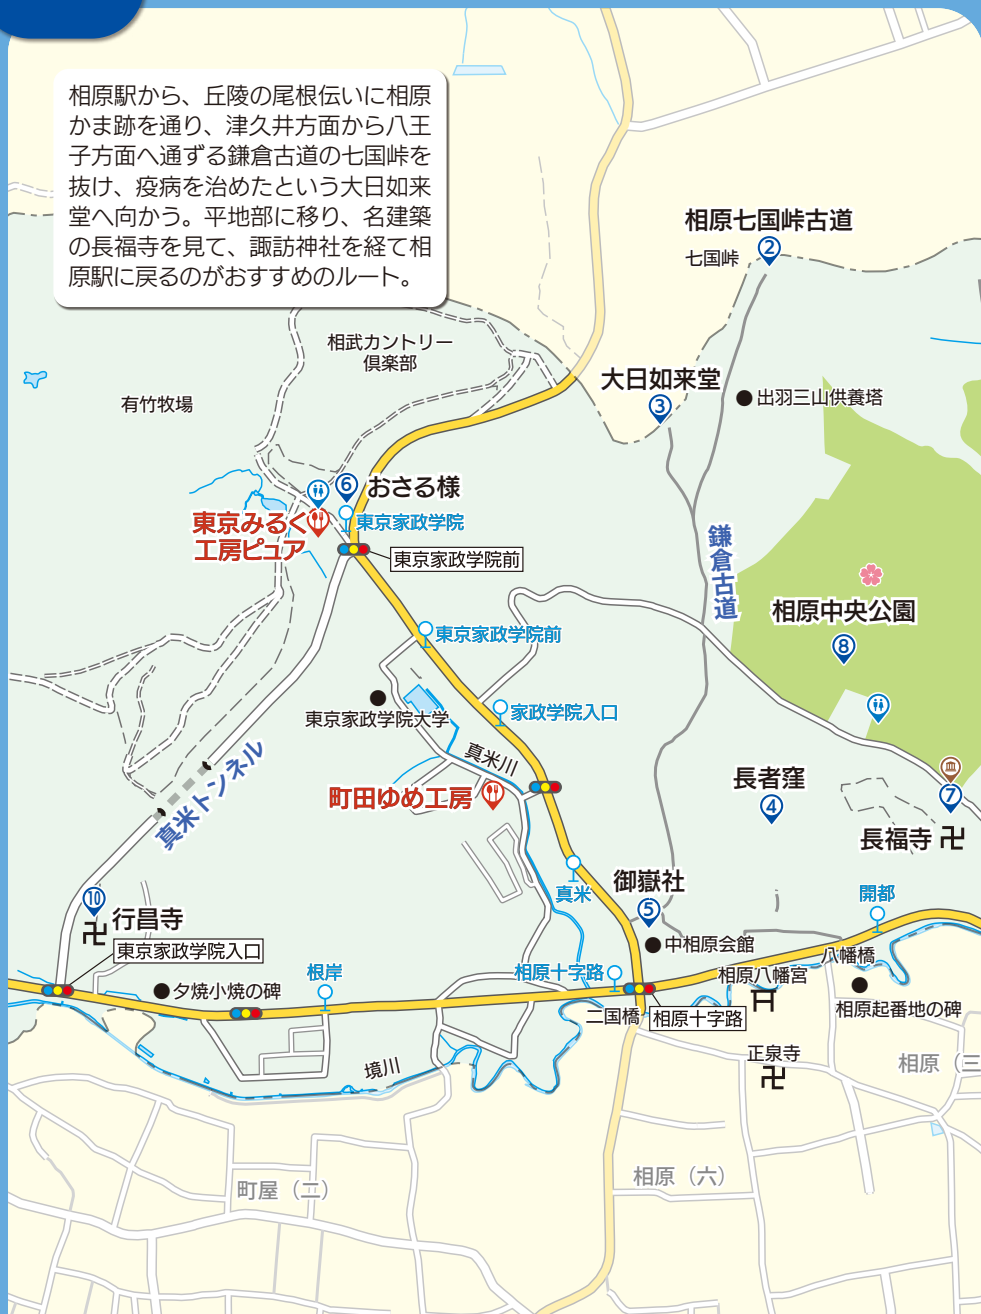 相原駅から、丘陵の尾根伝いに相原
かま跡を通り、津久井方面から八王
子方面へ通ずる鎌倉古道の七国峠を
抜け、疫病を治めたという大日如来
堂へ向かう。平地部に移り、名建築
の長福寺を見て、諏訪神社を経て相
原駅に戻るのがおすすめのルート。
相原七国峠古道
七国峠
2
相武カントリー
倶楽部
大日如来堂
3
出羽三山供養塔
有竹牧場
6
おさる様
東京みるく
工房ピュア
東京家政学院
東京家政学院前
鎌倉古道
相原中央公園
8
東京家政学院前
東京家政学院大学
家政学院入口
真米川
真米トンネル
町田ゆめ工房
長者窪
4
7
長福寺
真米
御嶽社
5
開都
10
行昌寺
東京家政学院入口
中相原会館
八幡橋
夕焼小焼の碑
根岸
相原十字路
相原八幡宮
相原起番地の碑
二国橋
相原十字路
正泉寺
境川
相原（三
町屋（二）
相原（六）